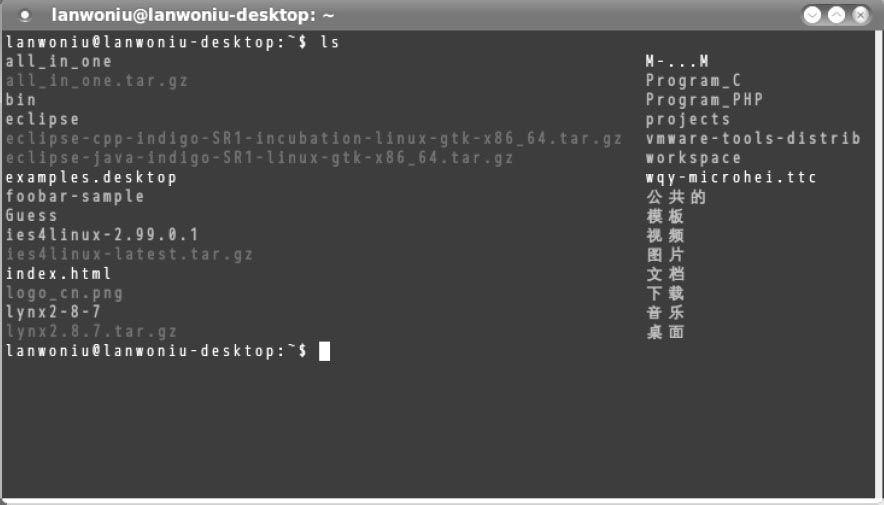 lanwoniu@lanwoniu-desktop: ~
lanwoniu@lanwoniu-desktop:~$ ls
all_in_one M-...M
all_in_one.tar.gz Program_C
bin Program_PHP
eclipse projects
eclipse-cpp-indigo-SR1-incubation-linux-gtk-x86_64.tar.gz vmware-tools-distrib
eclipse-java-indigo-SR1-linux-gtk-x86_64.tar.gz workspace
examples.desktop wqy-microhei.ttc
foobar-sample 公共的
Guess 模板
ies4linux-2.99.0.1 视频
ies4linux-latest.tar.gz 图片
index.html 文档
logo_cn.png 下载
lynx2-8-7 音乐
lynx2.8.7.tar.gz 桌面
lanwoniu@lanwoniu-desktop:~$